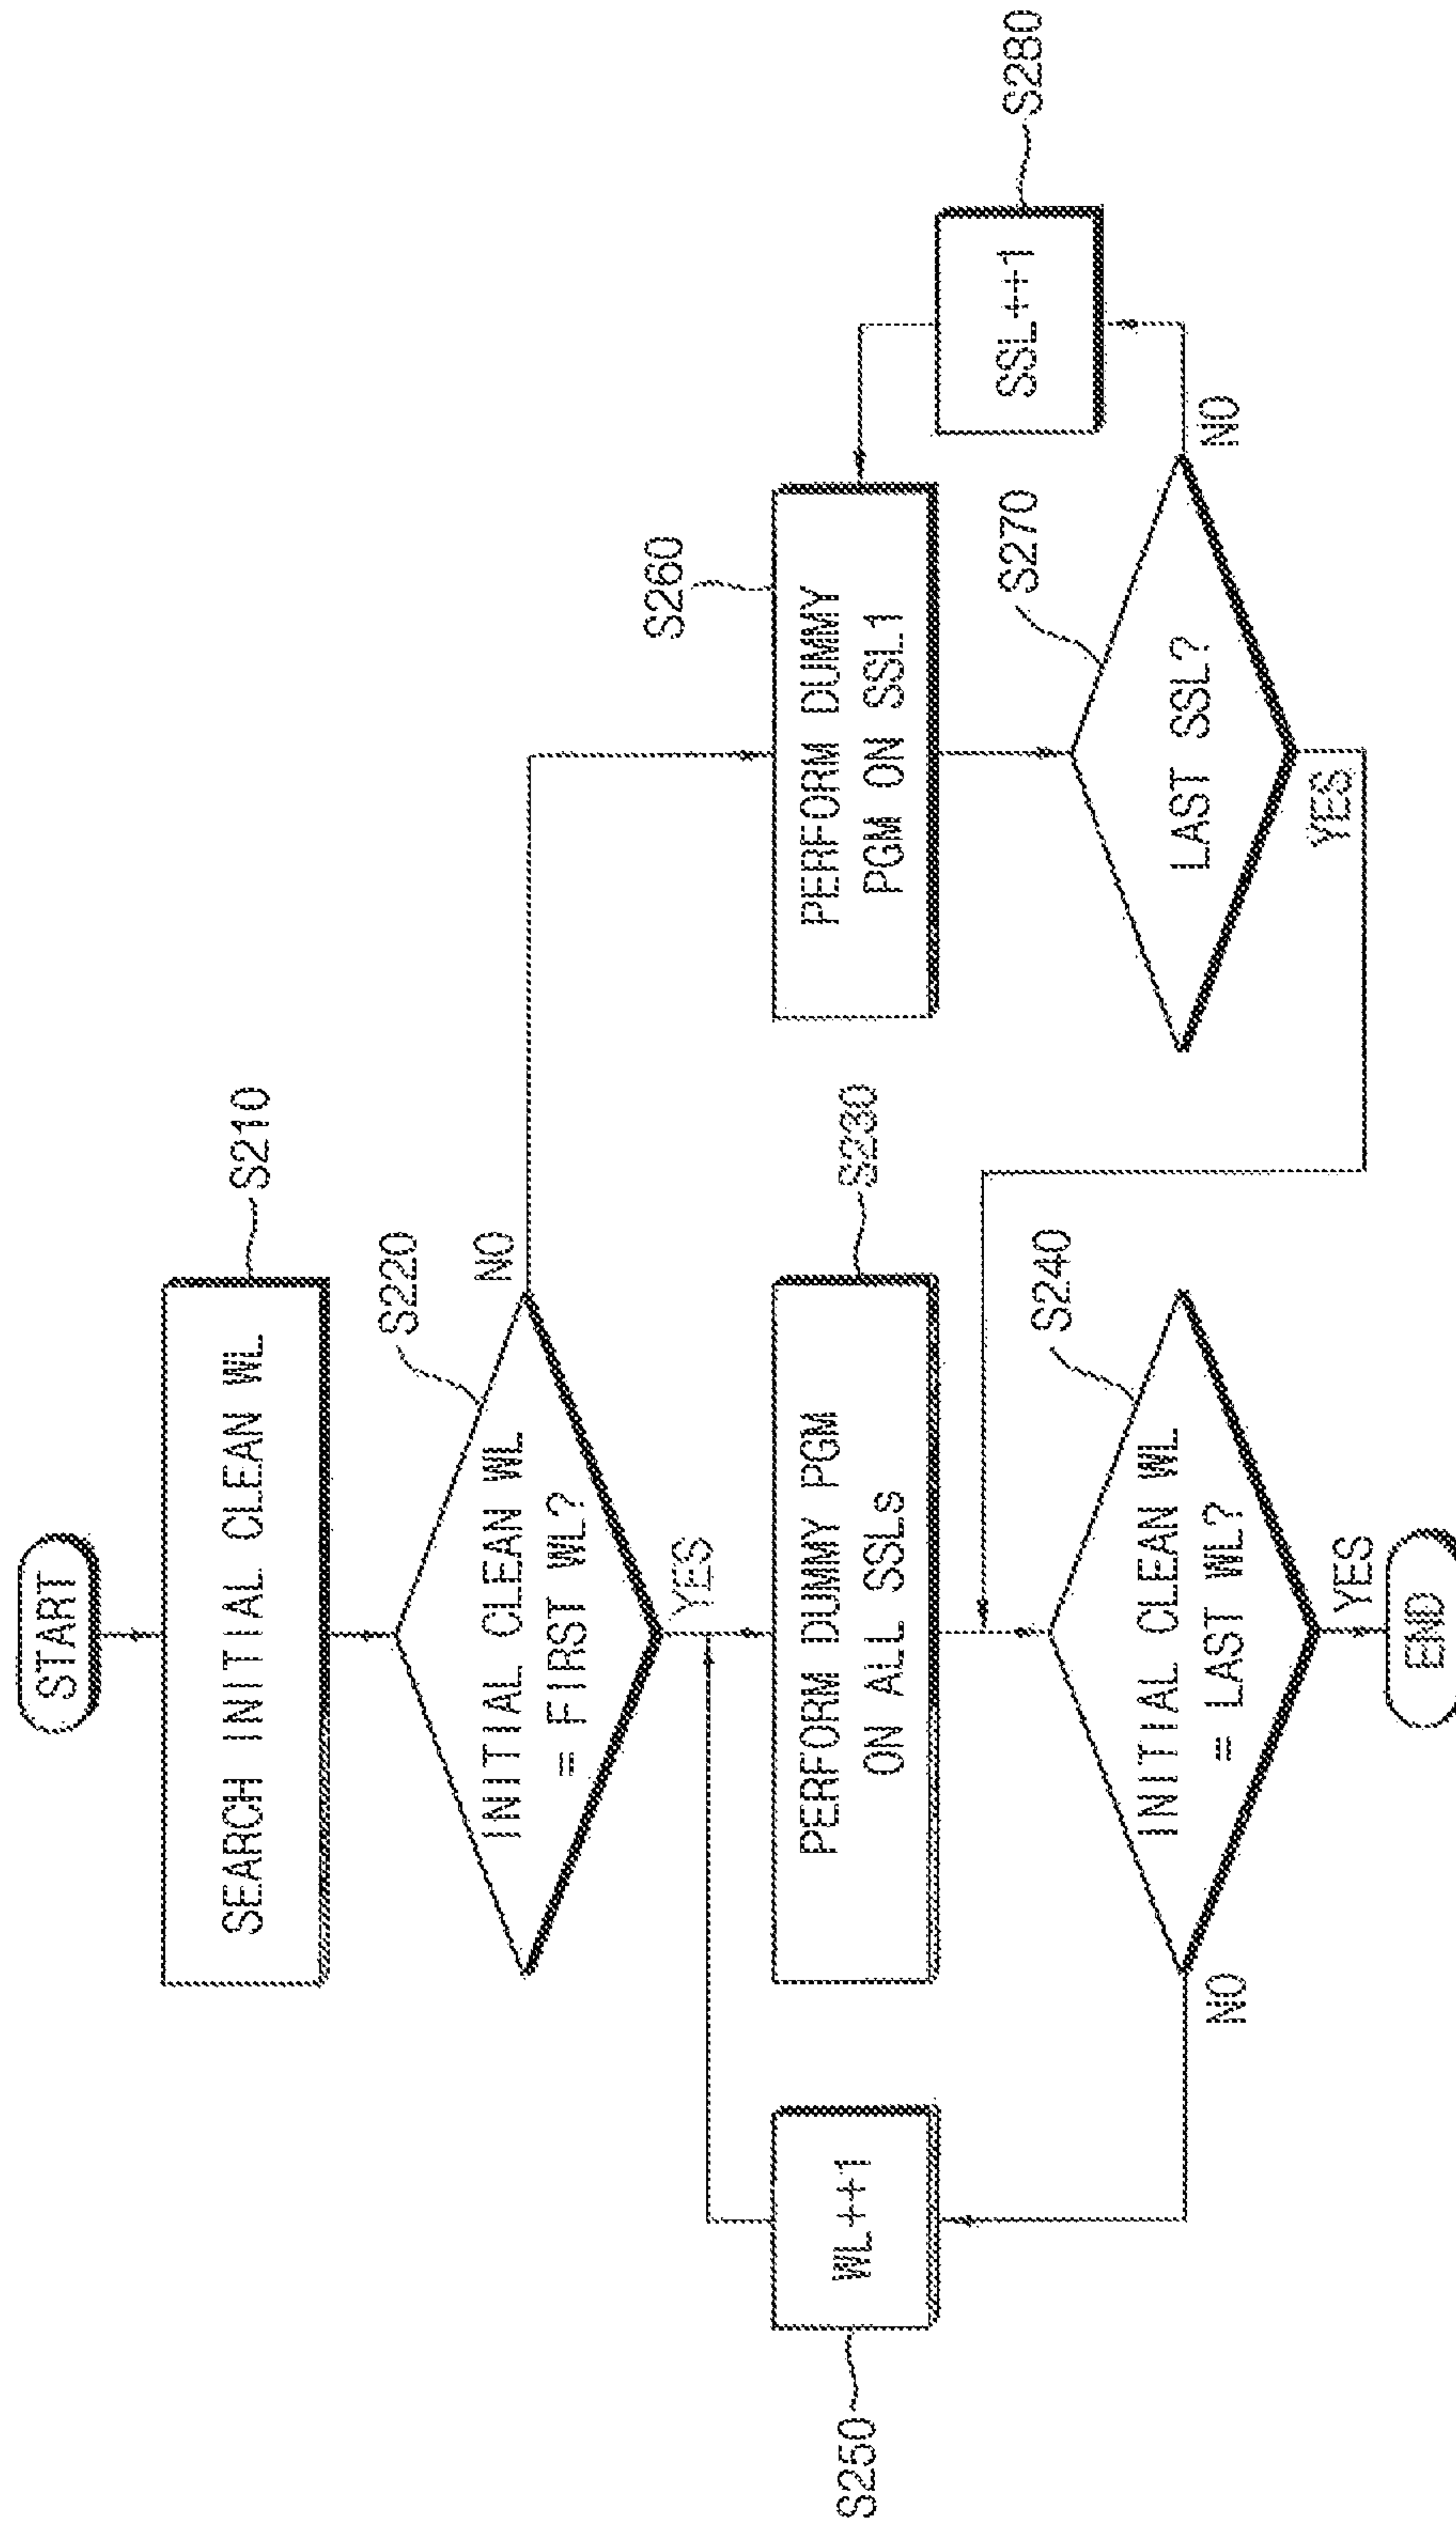 START
SEARCH INITIAL CLEAN WL
S210
INITIAL CLEAN WL
= FIRST WL?
S220
NO
YES
PERFORM DUMMY PGM
ON ALL SSLs
S230
PERFORM DUMMY
PGM ON SSL1
S260
WL++1
S250
SSL++1
S280
INITIAL CLEAN WL
= LAST WL?
S240
NO
YES
LAST SSL?
S270
NO
YES
END